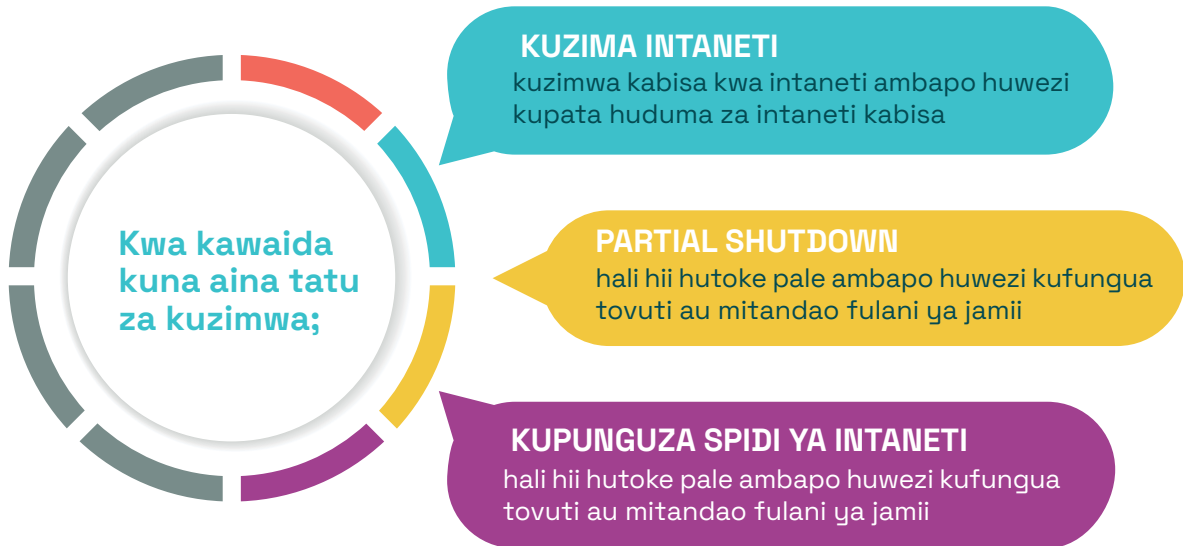 Kwa kawaida
kuna aina tatu
za kuzimwa;
KUZIMA INTANETI
kuzimwa kabisa kwa intaneti ambapo huwezi
kupata huduma za intaneti kabisa
PARTIAL SHUTDOWN
hali hii hutoke pale ambapo huwezi kufungua
tovuti au mitandao fulani ya jamii
KUPUNGUZA SPIDI YA INTANETI
hali hii hutoke pale ambapo huwezi kufungua
tovuti au mitandao fulani ya jamii